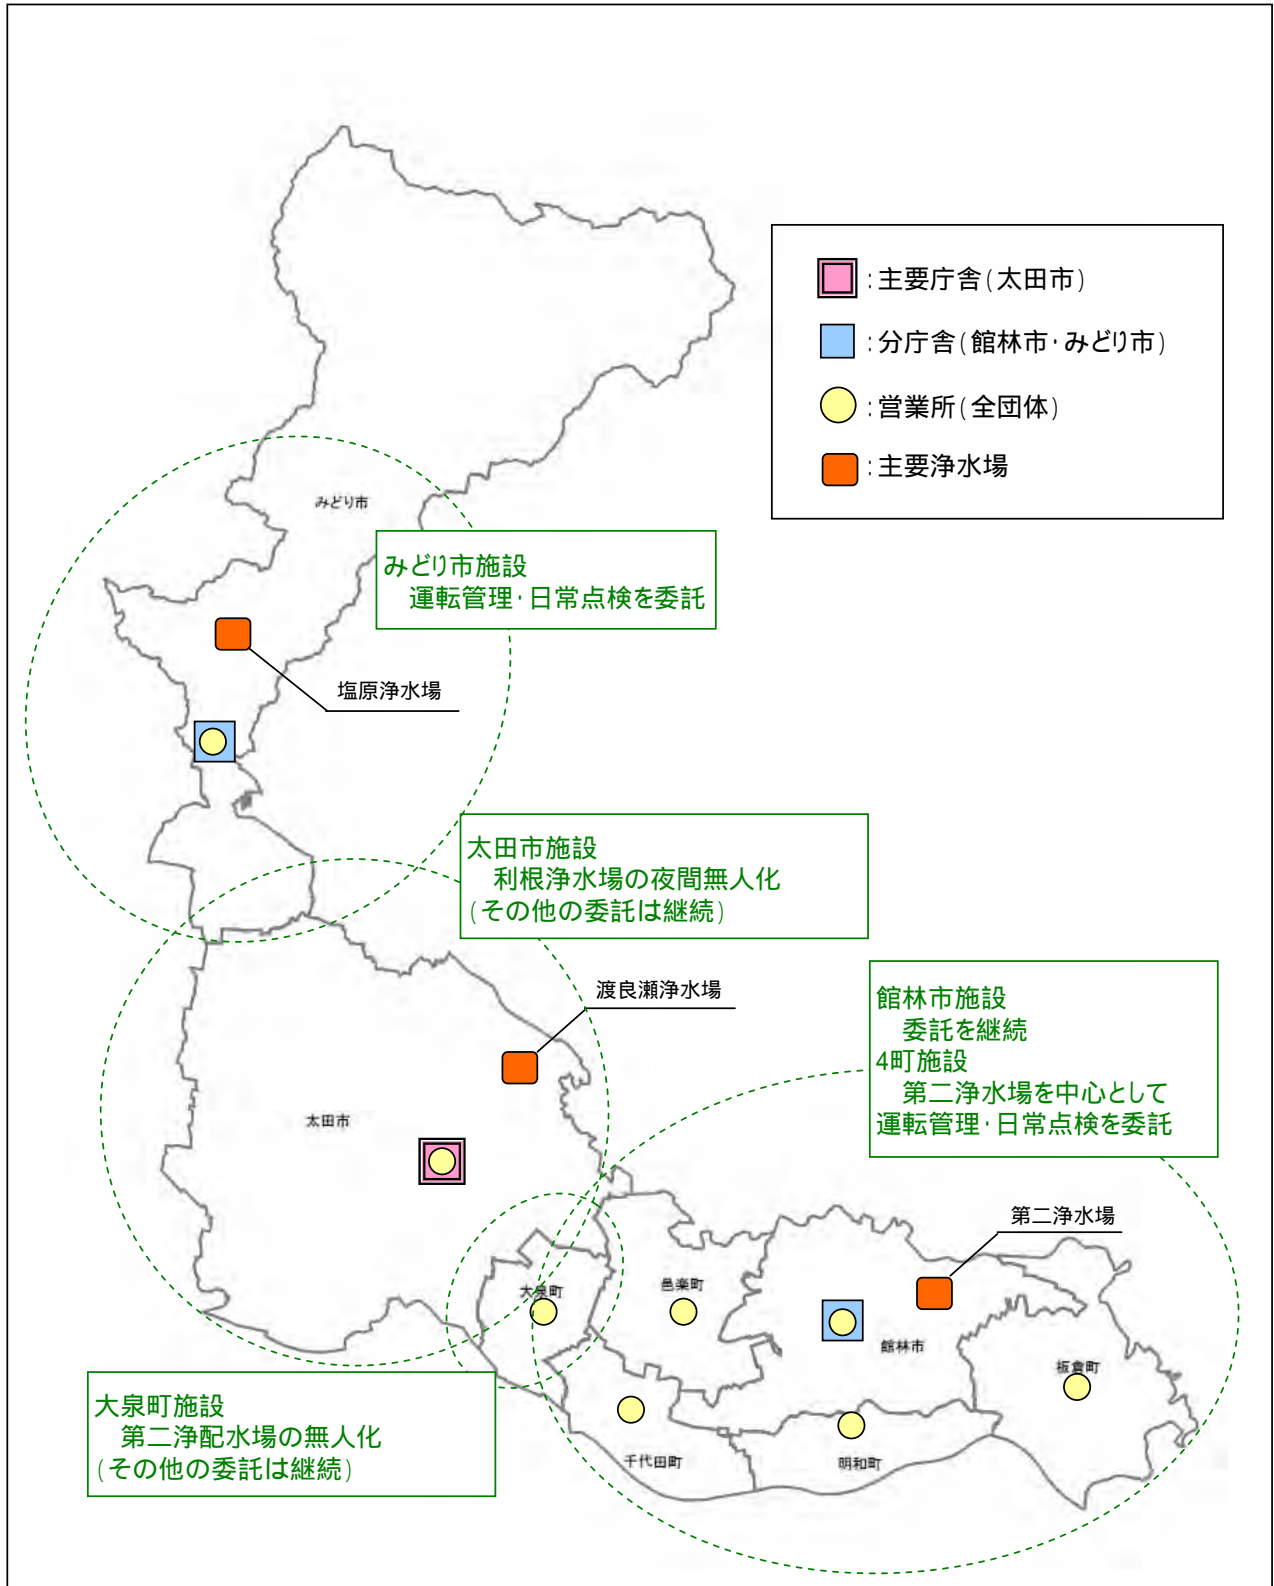 :主要庁舎(太田市)
:分庁舎(館林市・みどり市)
:営業所(全団体)
:主要浄水場
みどり市
みどり市施設
運転管理・日常点検を委託
塩原浄水場
太田市施設
利根浄水場の夜間無人化
(その他の委託は継続)
渡良瀬浄水場
館林市施設
委託を継続
4町施設
第二浄水場を中心として
運転管理・日常点検を委託
太田市
第二浄水場
大泉町
邑楽町
館林市
板倉町
大泉町施設
第二浄配水場の無人化
(その他の委託は継続)
千代田町
明和町